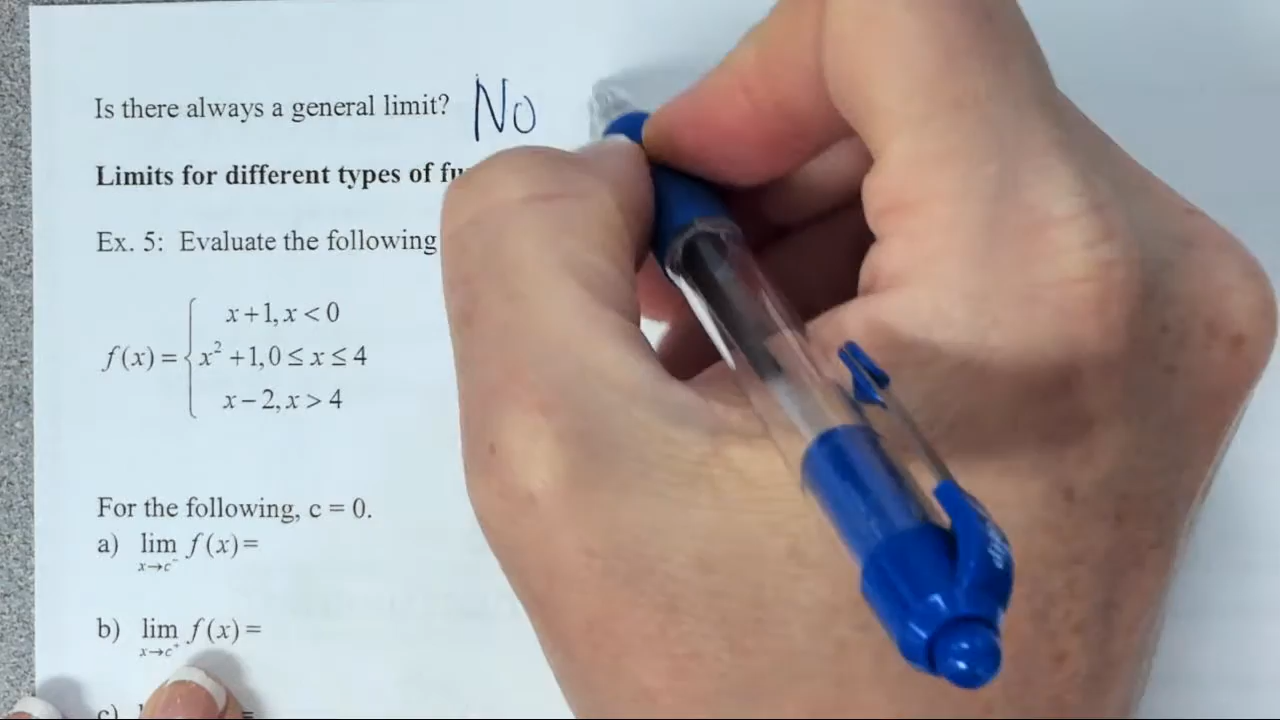 Is there always a general limit? No
Limits for different types of
Ex. 5: Evaluate the following
x+1, x < 0
f(x) = { x² +1, 0 ≤ x ≤ 4
x−2, x > 4
For the following, c = 0.
a) lim f(x) =
x→c⁻
b) lim f(x) =
x→c⁺
c)